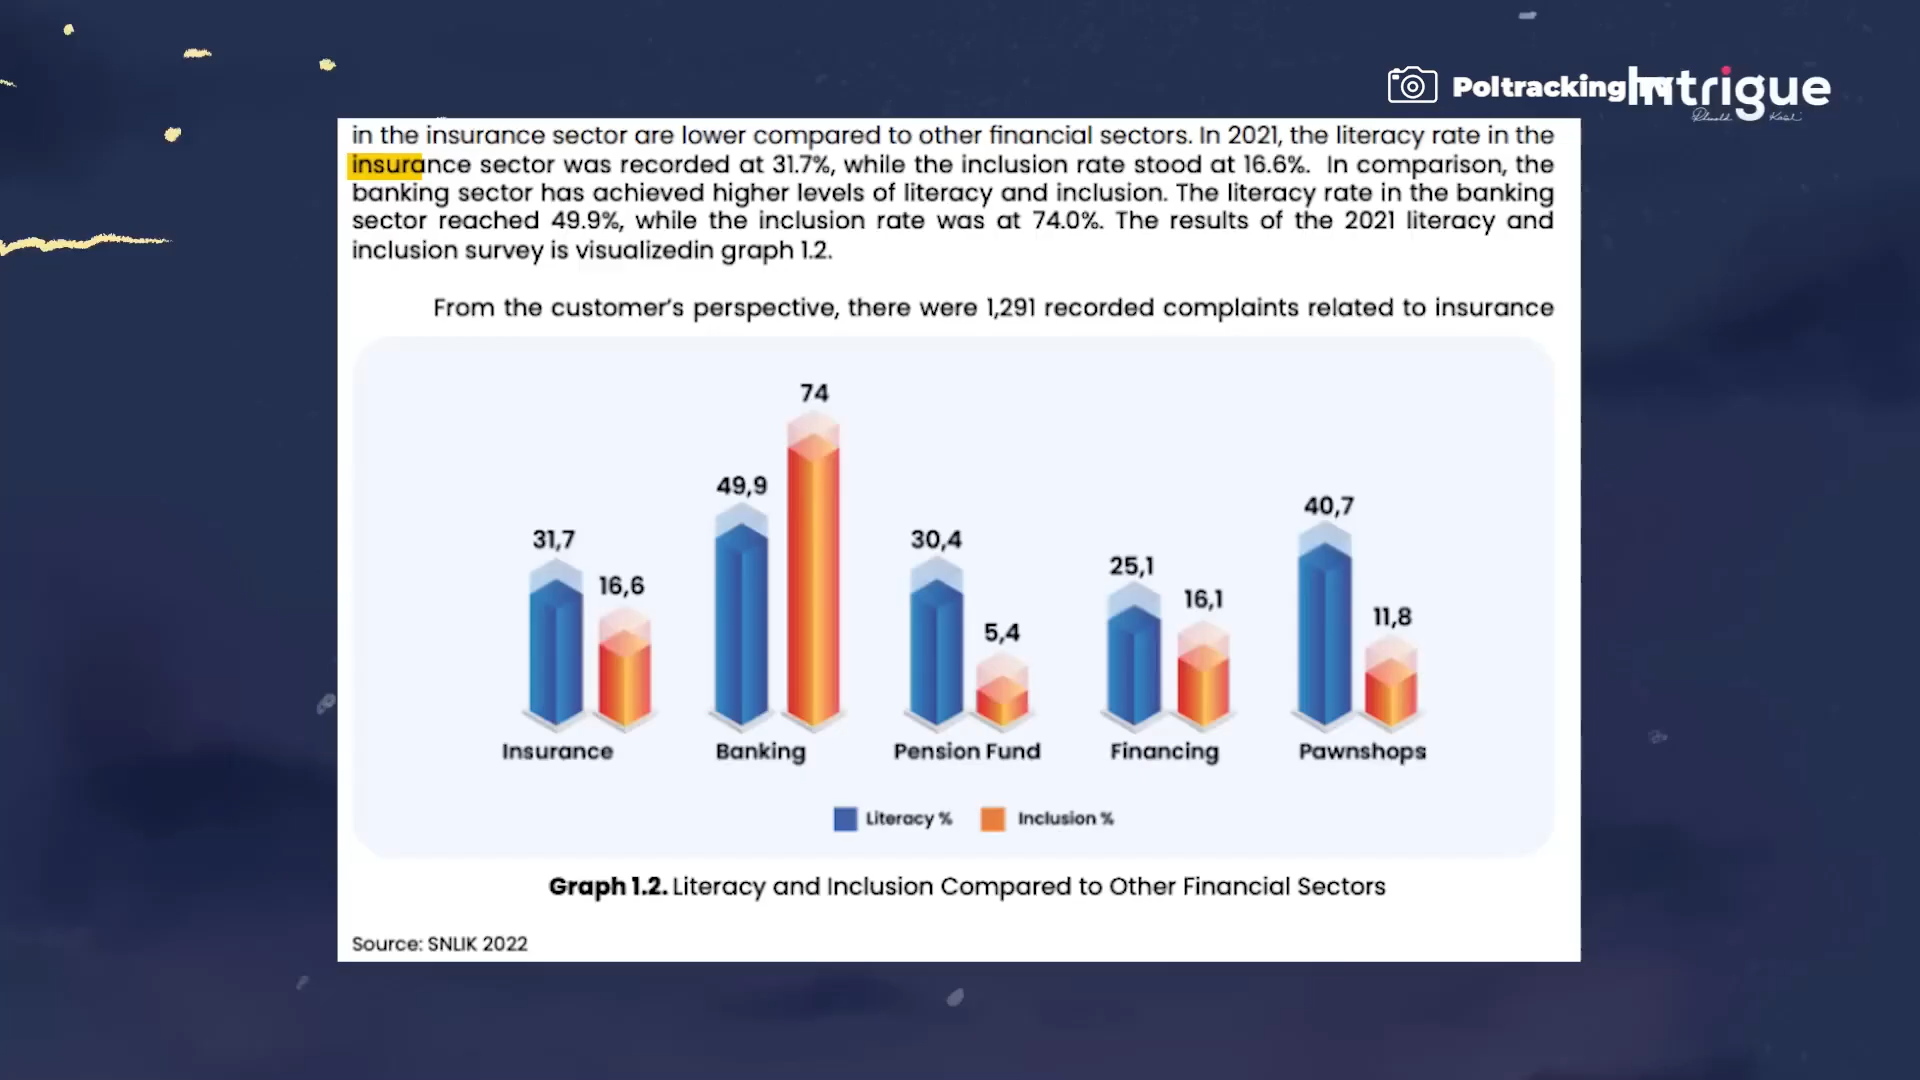 Poltracking
Intrigue
Rhenald Kasali
in the insurance sector are lower compared to other financial sectors. In 2021, the literacy rate in the
insurance sector was recorded at 31.7%, while the inclusion rate stood at 16.6%. In comparison, the
banking sector has achieved higher levels of literacy and inclusion. The literacy rate in the banking
sector reached 49.9%, while the inclusion rate was at 74.0%. The results of the 2021 literacy and
inclusion survey is visualizedin graph 1.2.
From the customer's perspective, there were 1,291 recorded complaints related to insurance
74
49,9
40,7
31,7
30,4
25,1
16,6
16,1
11,8
5,4
Insurance Banking Pension Fund Financing Pawnshops
Literacy % Inclusion %
Graph 1.2. Literacy and Inclusion Compared to Other Financial Sectors
Source: SNLIK 2022